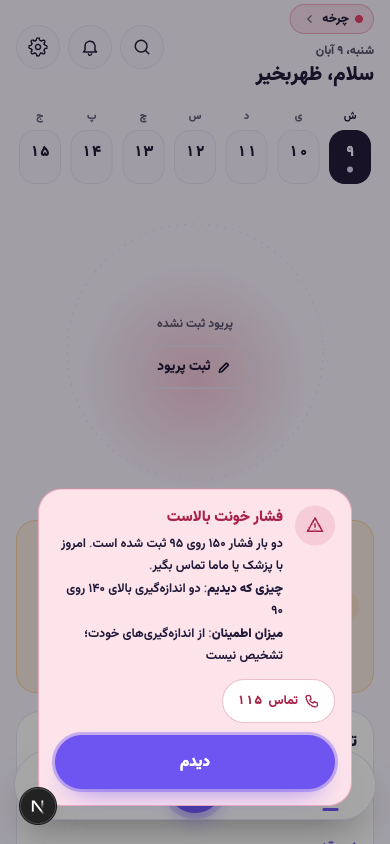 چرخه
شنبه، ۹ آبان
سلام، ظهربخیر
ش ی د س چ پ ج
۹ ۱۰ ۱۱ ۱۲ ۱۳ ۱۴ ۱۵
پریود ثبت نشده
ثبت پریود
فشار خونت بالاست
دو بار فشار ۱۵۰ روی ۹۵ ثبت شده است. امروز
با پزشک یا ماما تماس بگیر.
چیزی که دیدیم: دو اندازه‌گیری بالای ۱۴۰ روی
۹۰
میزان اطمینان: از اندازه‌گیری‌های خودت؛
تشخیص نیست
تماس ۱۱۵
دیدم
N